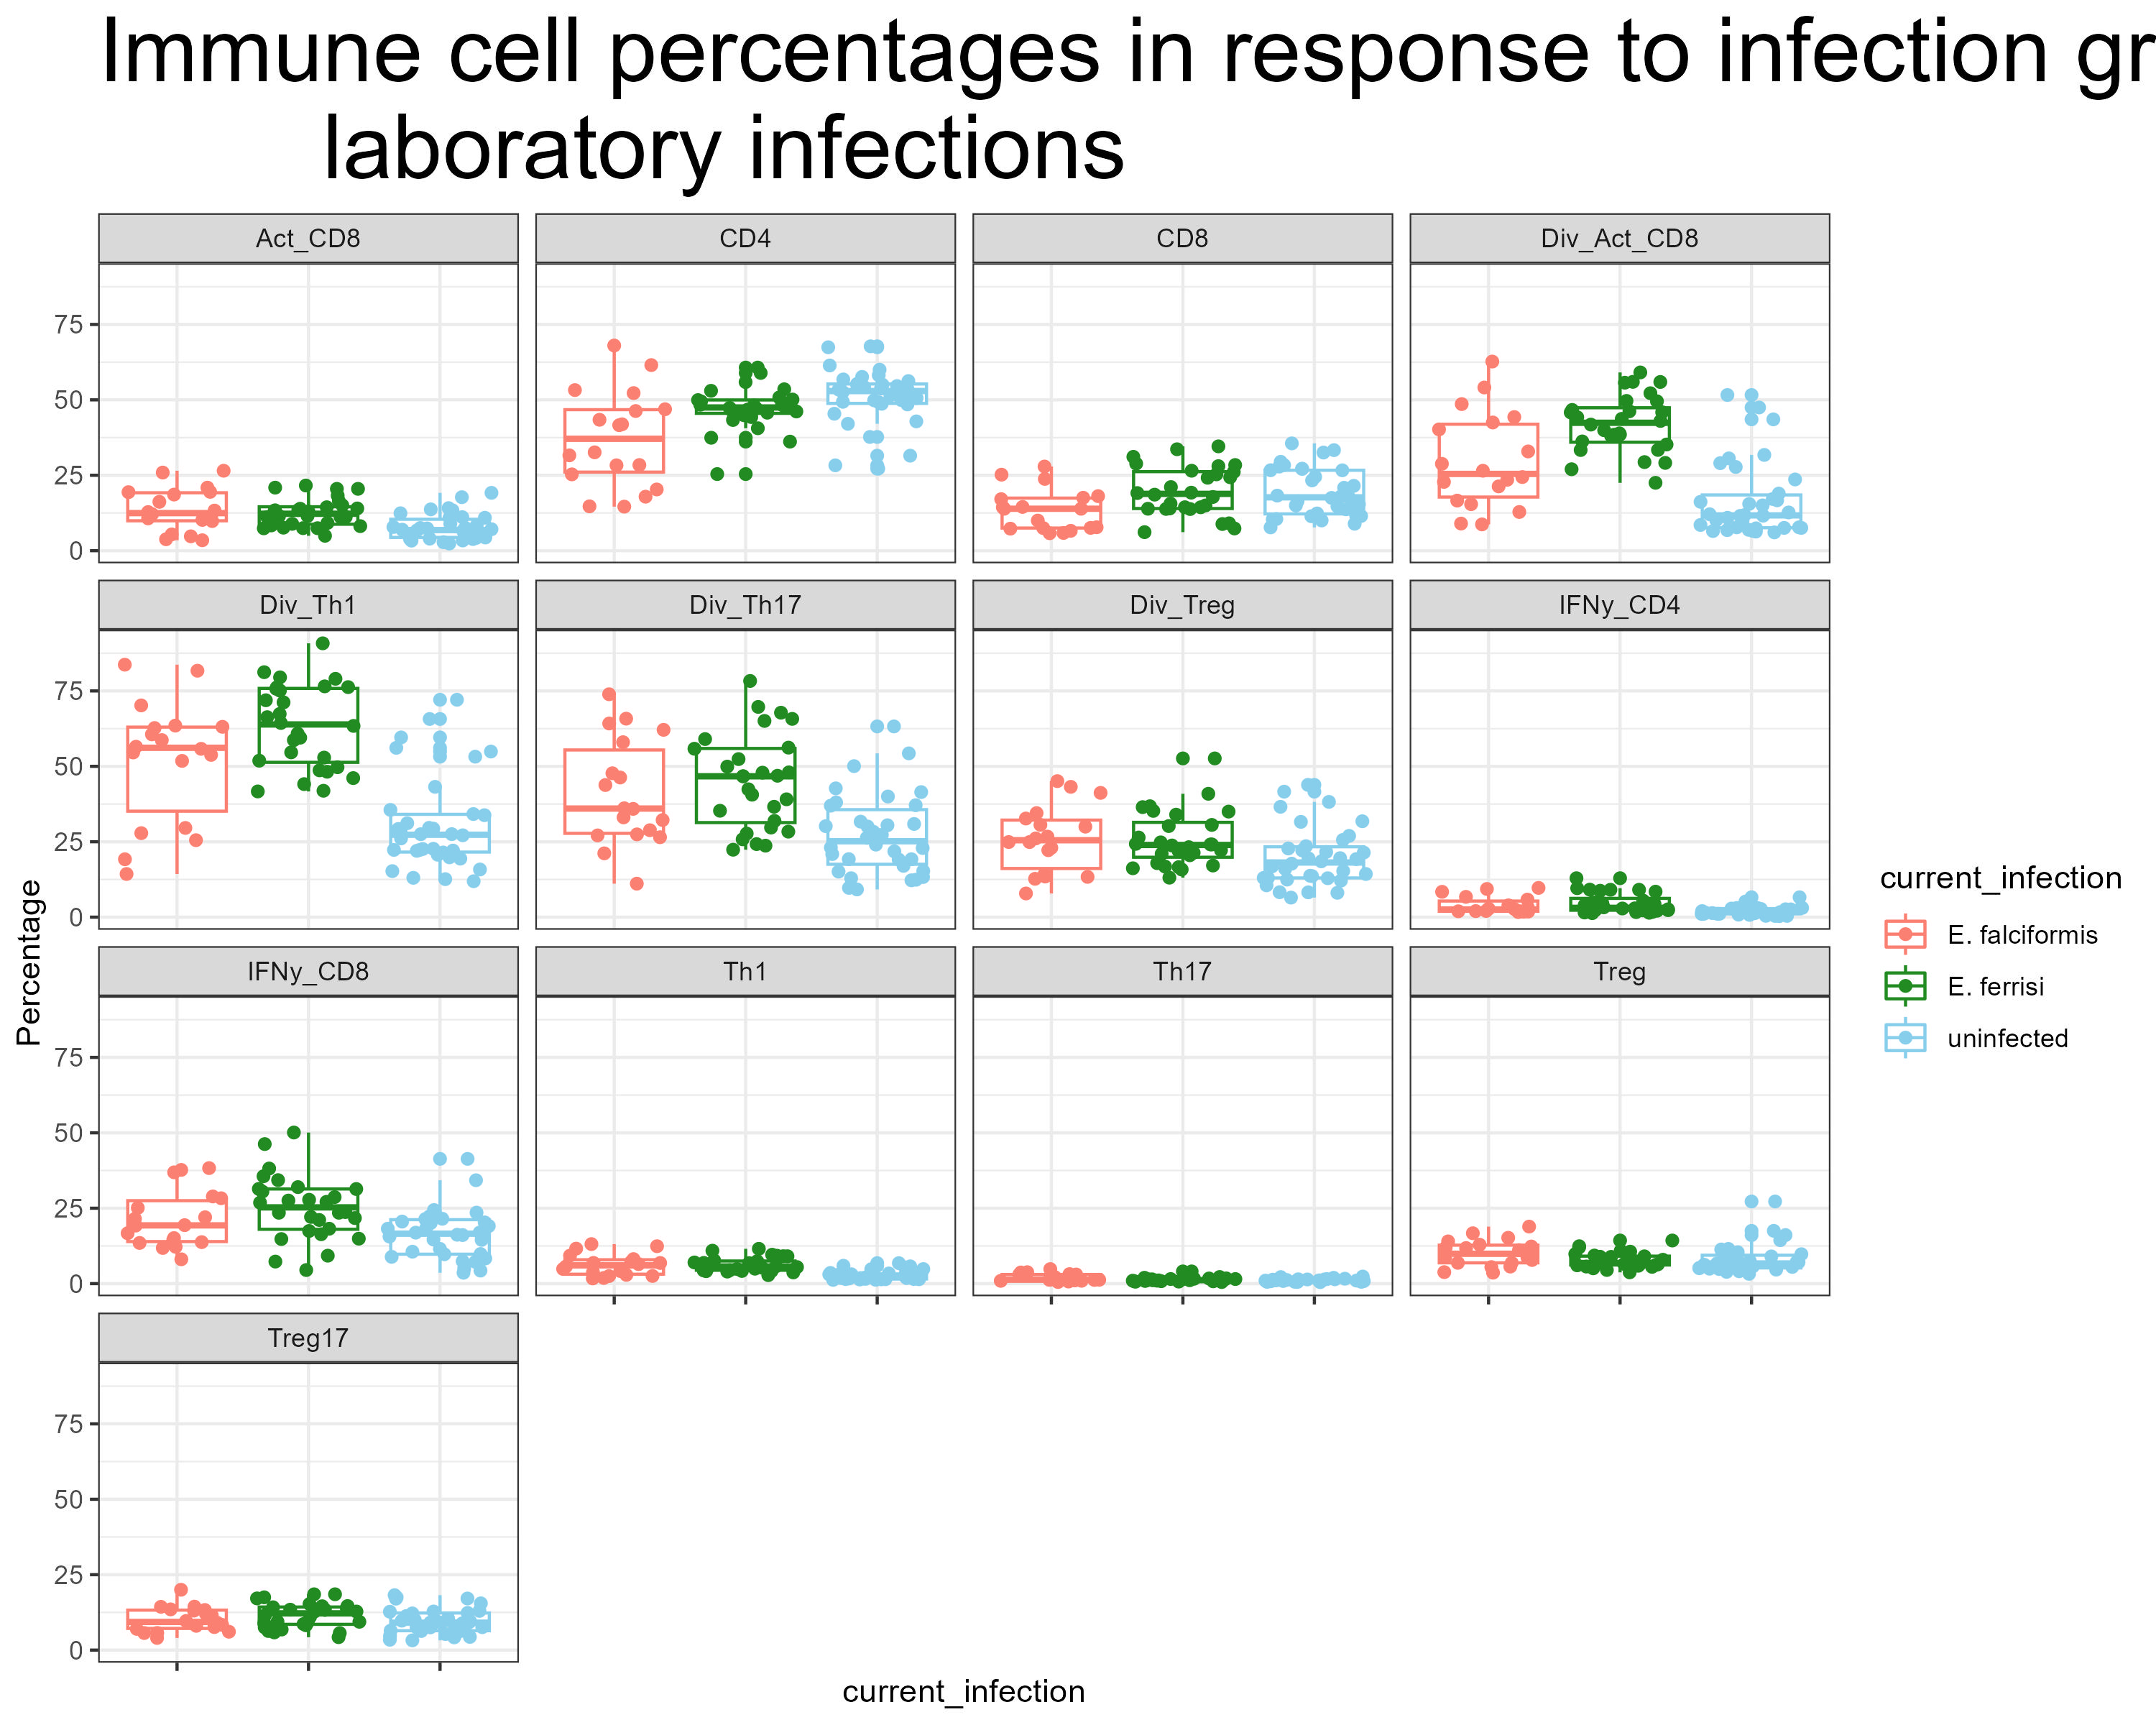 Immune cell percentages in response to infection gr
laboratory infections
Act_CD8
CD4
CD8
Div_Act_CD8
75
50
25
0
Div_Th1
Div_Th17
Div_Treg
IFNy_CD4
75
50
25
0
IFNy_CD8
Th1
Th17
Treg
75
50
25
0
Treg17
75
50
25
0
Percentage
current_infection
current_infection
E. falciformis
E. ferrisi
uninfected